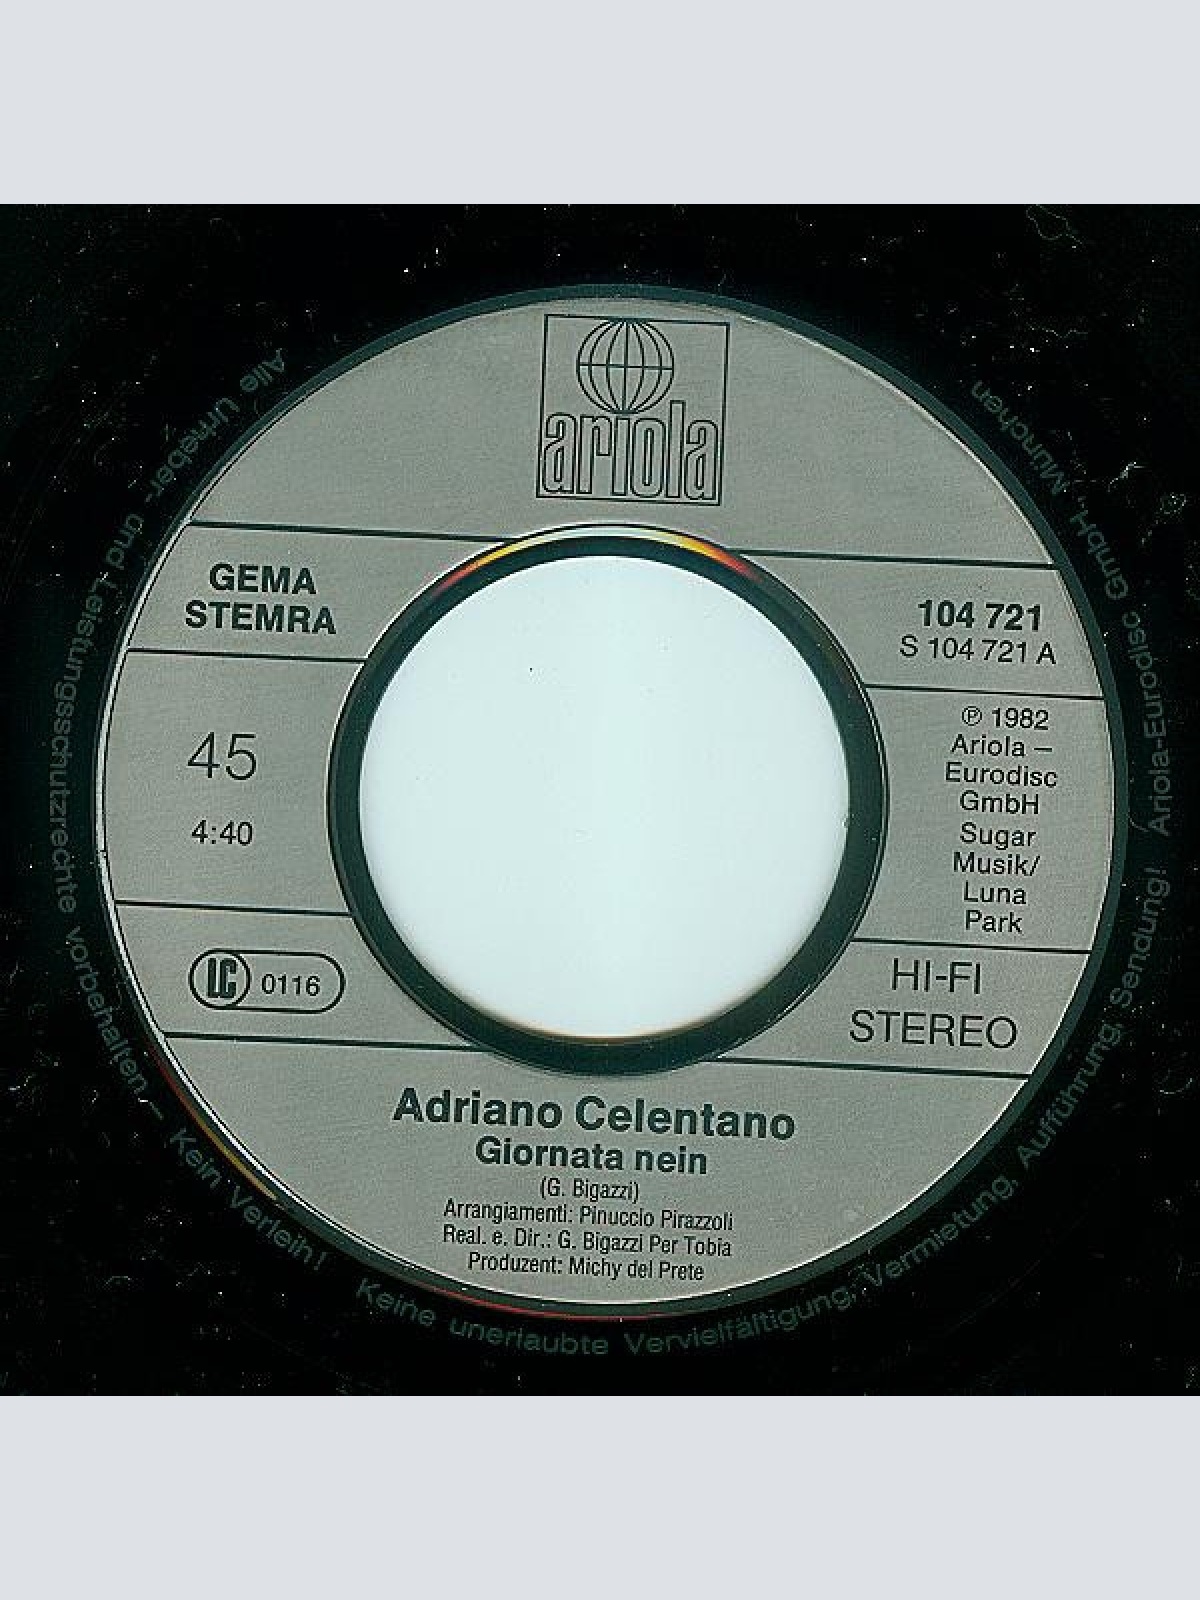 ariola
GEMA
STEMRA
104 721
S 104 721 A
45
4:40
℗ 1982
Ariola –
Eurodisc
GmbH
Sugar
Musik/
Luna
Park
LC 0116
HI-FI
STEREO
Adriano Celentano
Giornata nein
(G. Bigazzi)
Arrangiamenti: Pinuccio Pirazzoli
Real. e. Dir.: G. Bigazzi Per Tobia
Produzent: Michy del Prete
Alle Urheber- und Leistungsschutzrechte vorbehalten – Kein Verleih! Keine unerlaubte Vervielfältigung, Vermietung, Aufführung, Sendung! Ariola-Eurodisc GmbH, München